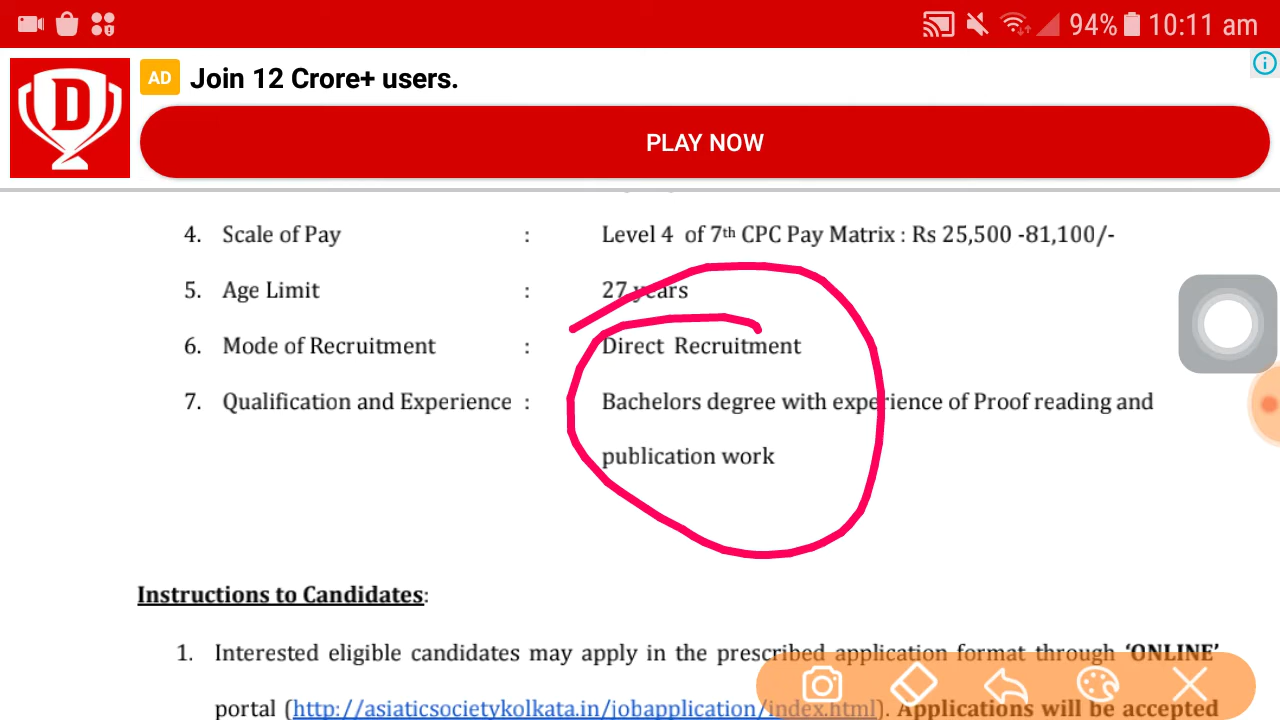 94% 10:11 am
D
AD Join 12 Crore+ users.
PLAY NOW
4. Scale of Pay : Level 4 of 7th CPC Pay Matrix : Rs 25,500 -81,100/-
5. Age Limit : 27 years
6. Mode of Recruitment : Direct Recruitment
7. Qualification and Experience : Bachelors degree with experience of Proof reading and
publication work
Instructions to Candidates:
1. Interested eligible candidates may apply in the prescribed application format through 'ONLINE'
portal (http://asiaticsocietykolkata.in/jobapplication/index.html). Applications will be accepted